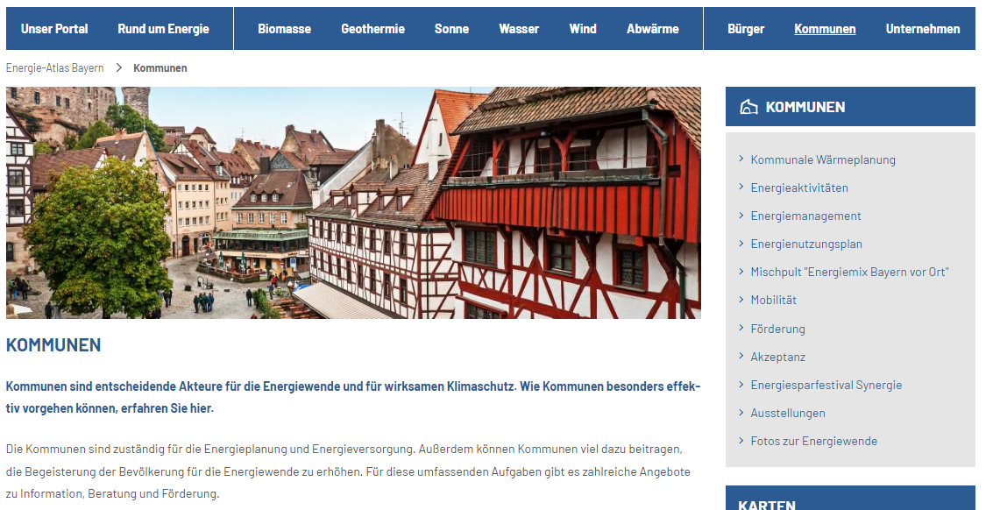 Unser Portal Rund um Energie Biomasse Geothermie Sonne Wasser Wind Abwärme Bürger Kommunen Unternehmen
Energie-Atlas Bayern > Kommunen
KOMMUNEN
Kommunen sind entscheidende Akteure für die Energiewende und für wirksamen Klimaschutz. Wie Kommunen besonders effek-
tiv vorgehen können, erfahren Sie hier.
Die Kommunen sind zuständig für die Energieplanung und Energieversorgung. Außerdem können Kommunen viel dazu beitragen,
die Begeisterung der Bevölkerung für die Energiewende zu erhöhen. Für diese umfassenden Aufgaben gibt es zahlreiche Angebote
zu Information, Beratung und Förderung.
KOMMUNEN
Kommunale Wärmeplanung
Energieaktivitäten
Energiemanagement
Energienutzungsplan
Mischpult "Energiemix Bayern vor Ort"
Mobilität
Förderung
Akzeptanz
Energiesparfestival Synergie
Ausstellungen
Fotos zur Energiewende
KARTEN